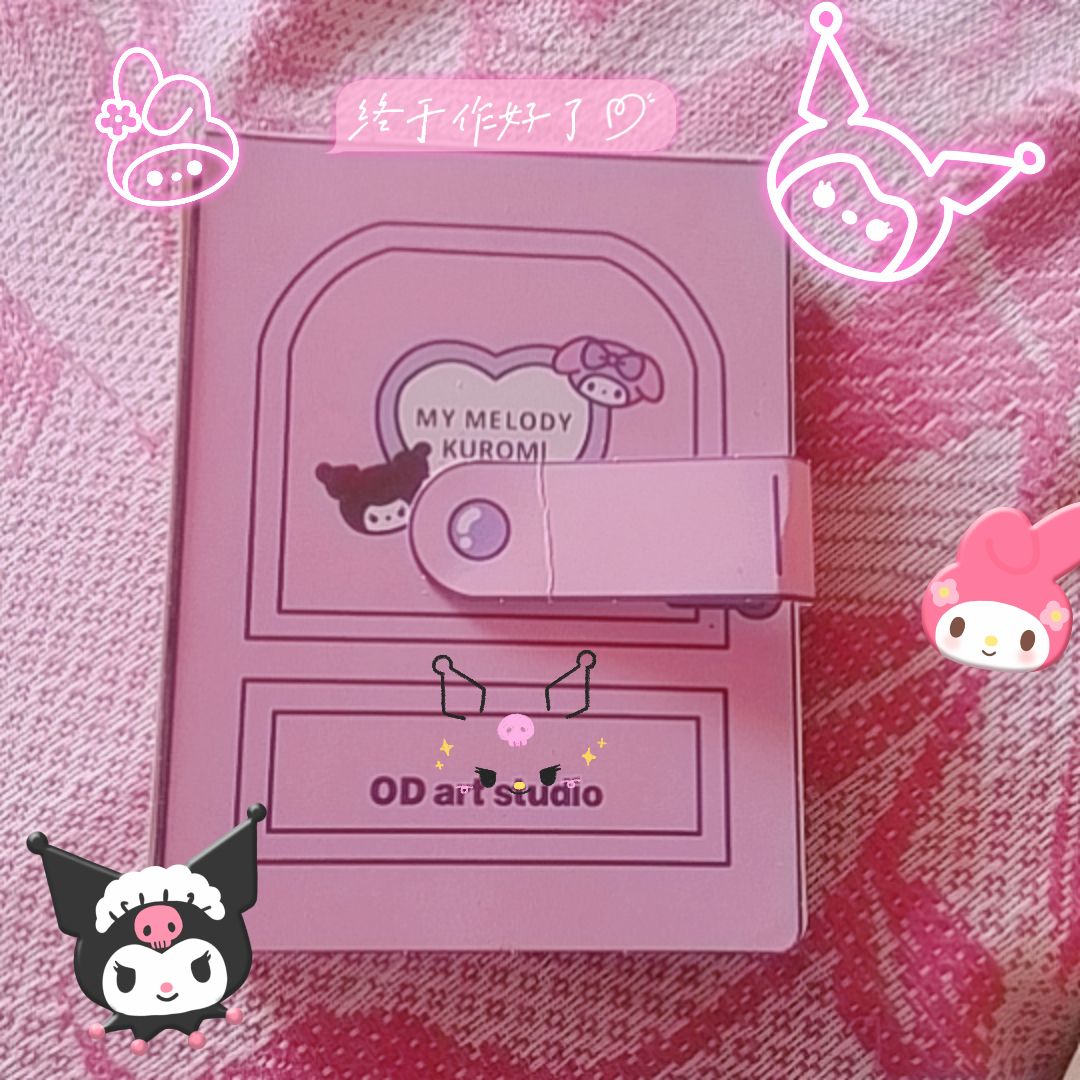 终于作好了♡
MY MELODY
KUROMI
OD art studio